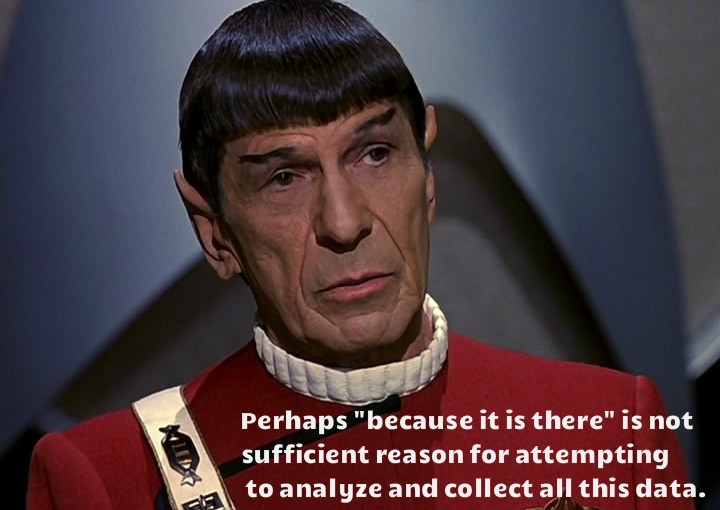 Perhaps "because it is there" is not
sufficient reason for attempting
to analyze and collect all this data.